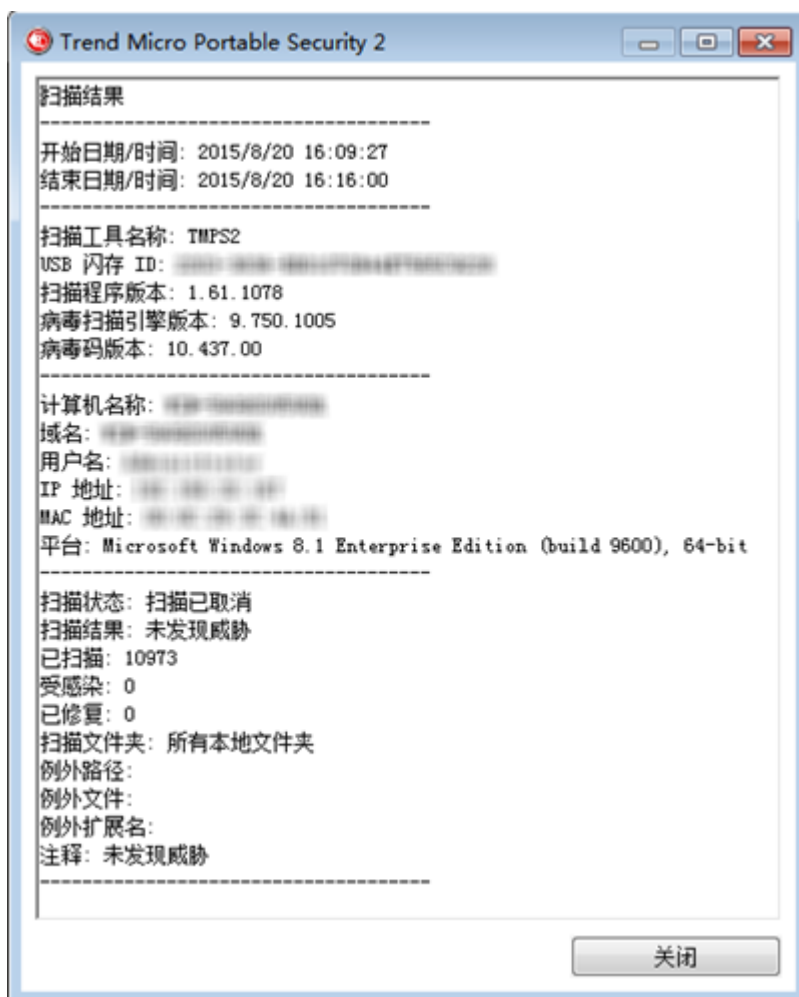 Trend Micro Portable Security 2
扫描结果
-------------------------------------
开始日期/时间: 2015/8/20 16:09:27
结束日期/时间: 2015/8/20 16:16:00
-------------------------------------
扫描工具名称: TMPS2
USB 闪存 ID:
扫描程序版本: 1.61.1078
病毒扫描引擎版本: 9.750.1005
病毒码版本: 10.437.00
-------------------------------------
计算机名称:
域名:
用户名:
IP 地址:
MAC 地址:
平台: Microsoft Windows 8.1 Enterprise Edition (build 9600), 64-bit
-------------------------------------
扫描状态: 扫描已取消
扫描结果: 未发现威胁
已扫描: 10973
受感染: 0
已修复: 0
扫描文件夹: 所有本地文件夹
例外路径:
例外文件:
例外扩展名:
注释: 未发现威胁
-------------------------------------
关闭